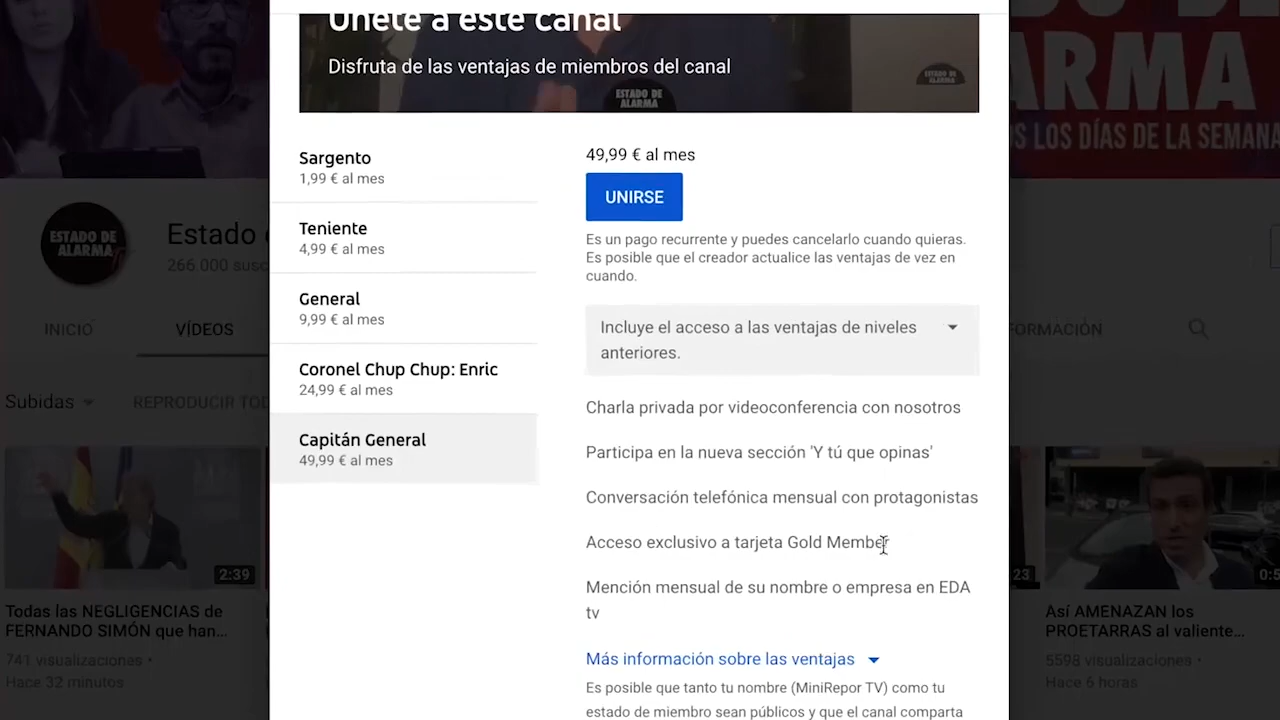 Únete a este canal
Disfruta de las ventajas de miembros del canal
ESTADO DE
ALARMA
ESTADO DE
ALARMA
Sargento
1,99 € al mes
Teniente
4,99 € al mes
General
9,99 € al mes
Coronel Chup Chup: Enric
24,99 € al mes
Capitán General
49,99 € al mes
49,99 € al mes
UNIRSE
Es un pago recurrente y puedes cancelarlo cuando quieras.
Es posible que el creador actualice las ventajas de vez en
cuando.
Incluye el acceso a las ventajas de niveles
anteriores.
Charla privada por videoconferencia con nosotros
Participa en la nueva sección 'Y tú que opinas'
Conversación telefónica mensual con protagonistas
Acceso exclusivo a tarjeta Gold Member
Mención mensual de su nombre o empresa en EDA
tv
Más información sobre las ventajas
Es posible que tanto tu nombre (MiniRepor TV) como tu
estado de miembro sean públicos y que el canal comparta
ARMA
S LOS DÍAS DE LA SEMANA
ESTADO DE
ALARMA
Estado
266.000
INICIO
VÍDEOS
FORMACIÓN
Subidas
REPRODUCIR TOD
2:39
Todas las NEGLIGENCIAS de
FERNANDO SIMÓN que han...
741 visualizaciones •
Hace 32 minutos
23
0:5
Así AMENAZAN los
PROETARRAS al valiente...
5598 visualizaciones •
Hace 6 horas